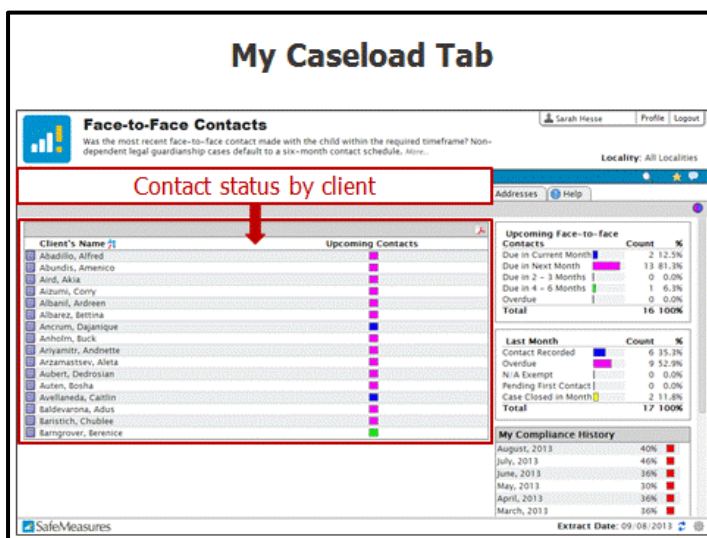 My Caseload Tab
Face-to-Face Contacts
Was the most recent face-to-face contact made with the child within the required timeframe? Non-
dependent legal guardianship cases default to a six-month contact schedule. More...
Sarah Hesse Profile Logout
Locality: All Localities
Contact status by client
Addresses Help
Client's Name Upcoming Contacts
Abadillo, Alfred
Abundis, Amenico
Aird, Akia
Aizumi, Corry
Albanil, Ardreen
Albarez, Bettina
Ancrum, Dajanique
Anholm, Buck
Ariyamitr, Andnette
Arzamastsev, Aleta
Aubert, Dedrosian
Auten, Bosha
Avellaneda, Caitlin
Baldevarona, Adus
Baristich, Chublee
Barngrover, Berenice
Upcoming Face-to-face
Contacts Count %
Due in Current Month 2 12.5%
Due in Next Month 13 81.3%
Due in 2 - 3 Months 0 0.0%
Due in 4 - 6 Months 1 6.3%
Overdue 0 0.0%
Total 16 100%
Last Month Count %
Contact Recorded 6 35.3%
Overdue 9 52.9%
N/A Exempt 0 0.0%
Pending First Contact 0 0.0%
Case Closed in Month 2 11.8%
Total 17 100%
My Compliance History
August, 2013 40%
July, 2013 46%
June, 2013 36%
May, 2013 30%
April, 2013 36%
March, 2013 36%
SafeMeasures
Extract Date: 09/08/2013